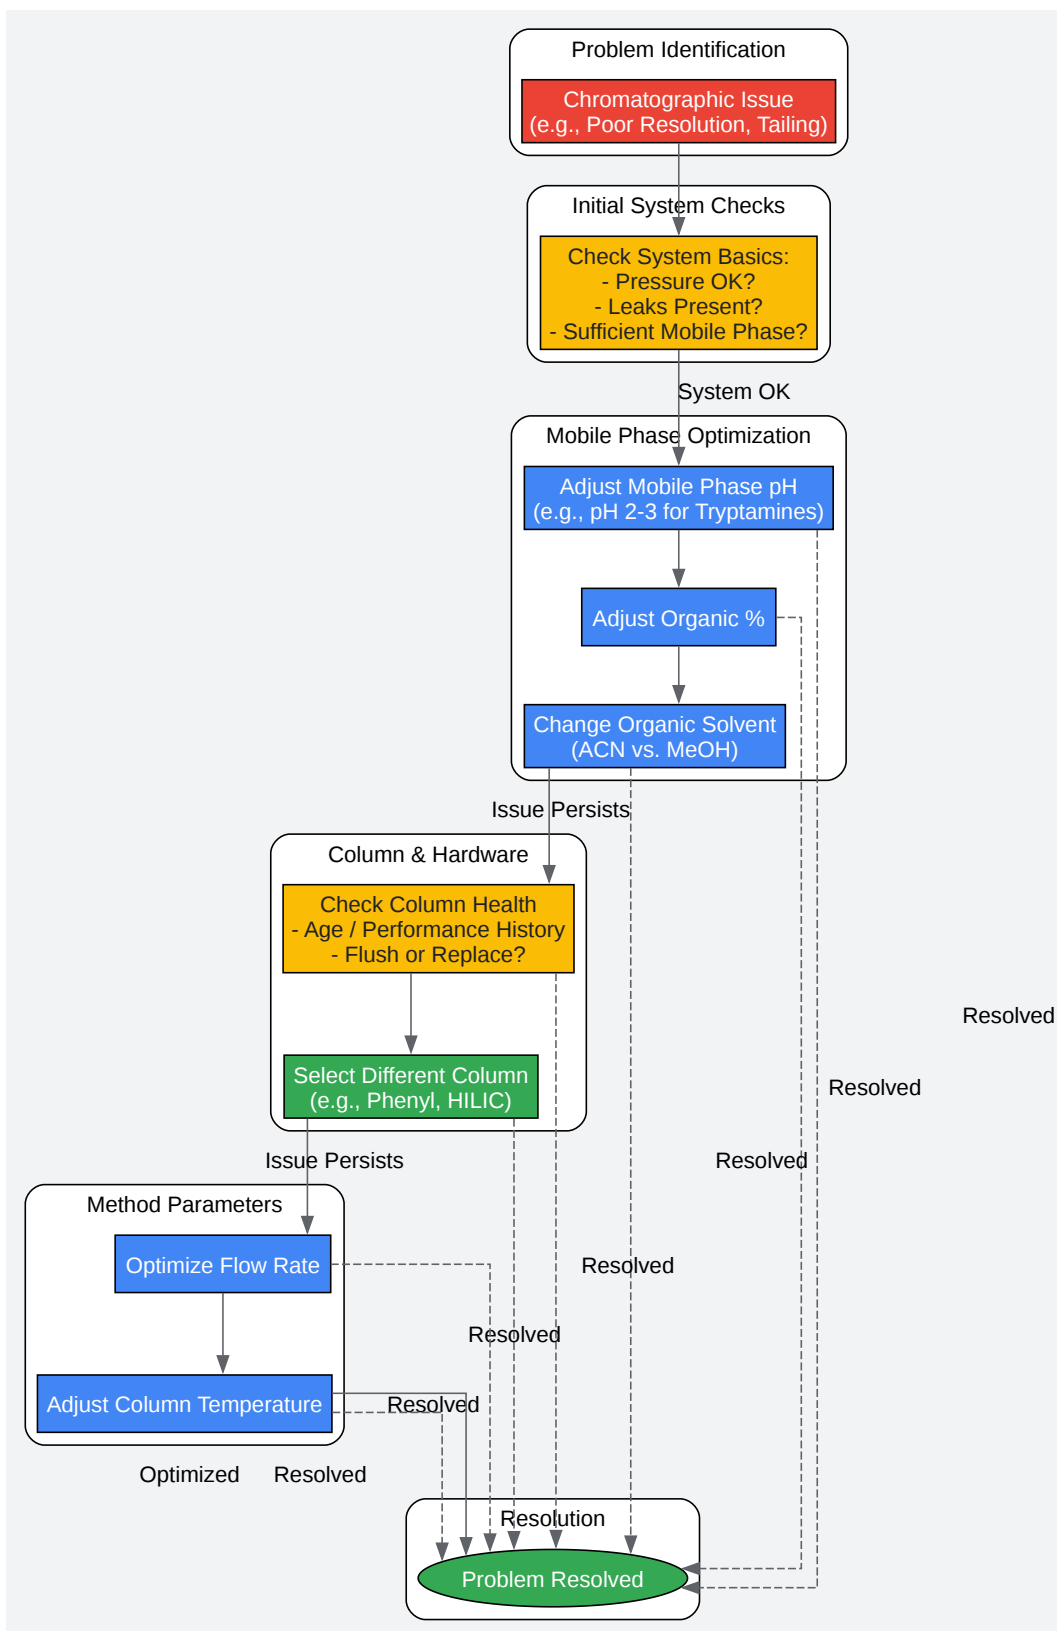 Problem Identification
Chromatographic Issue
(e.g., Poor Resolution, Tailing)
Initial System Checks
Check System Basics:
- Pressure OK?
- Leaks Present?
- Sufficient Mobile Phase?
System OK
Mobile Phase Optimization
Adjust Mobile Phase pH
(e.g., pH 2-3 for Tryptamines)
Adjust Organic %
Change Organic Solvent
(ACN vs. MeOH)
Issue Persists
Column & Hardware
Check Column Health
- Age / Performance History
- Flush or Replace?
Resolved
Select Different Column
(e.g., Phenyl, HILIC)
Resolved
Issue Persists
Resolved
Method Parameters
Optimize Flow Rate
Resolved
Resolved
Adjust Column Temperature
Resolved
Optimized
Resolved
Resolution
Problem Resolved